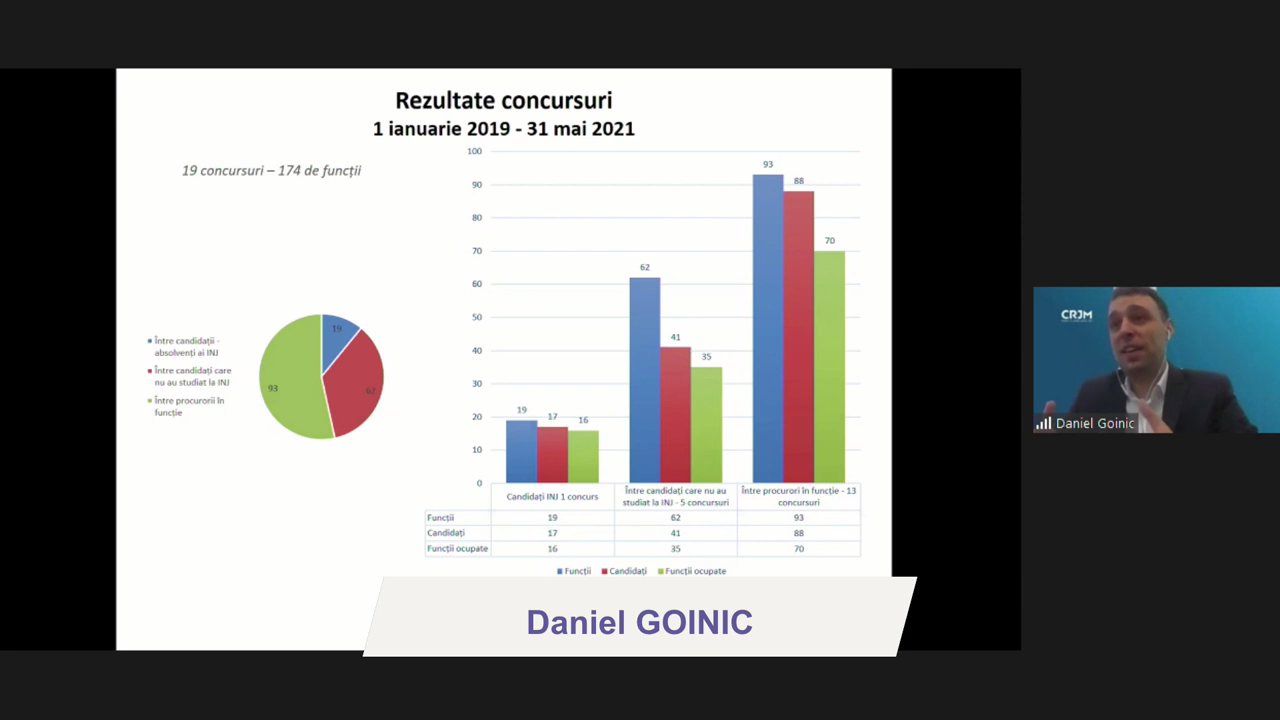 Rezultate concursuri
1 ianuarie 2019 - 31 mai 2021
19 concursuri – 174 de funcții
Între candidații -
absolvenți ai INJ
Între candidați care
nu au studiat la INJ
Între procurorii în
funcție
19
62
93
100
90
80
70
60
50
40
30
20
10
0
19
17
16
62
41
35
93
88
70
Candidați INJ 1 concurs
Între candidați care nu au
studiat la INJ - 5 concursuri
Între procurori în funcție - 13
concursuri
Funcții 19 62 93
Candidați 17 41 88
Funcții ocupate 16 35 70
Funcții Candidați Funcții ocupate
Daniel GOINIC
CRJM
Daniel Goinic